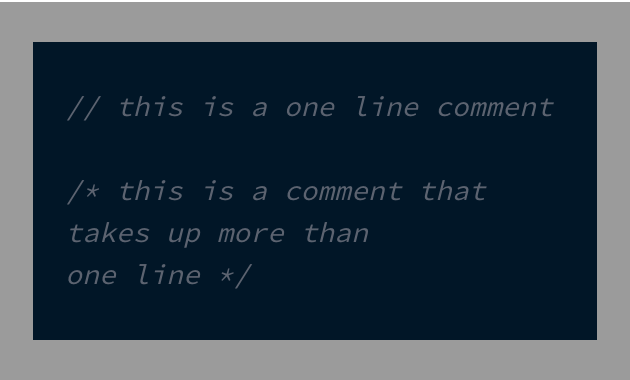 // this is a one line comment
/* this is a comment that
takes up more than
one line */